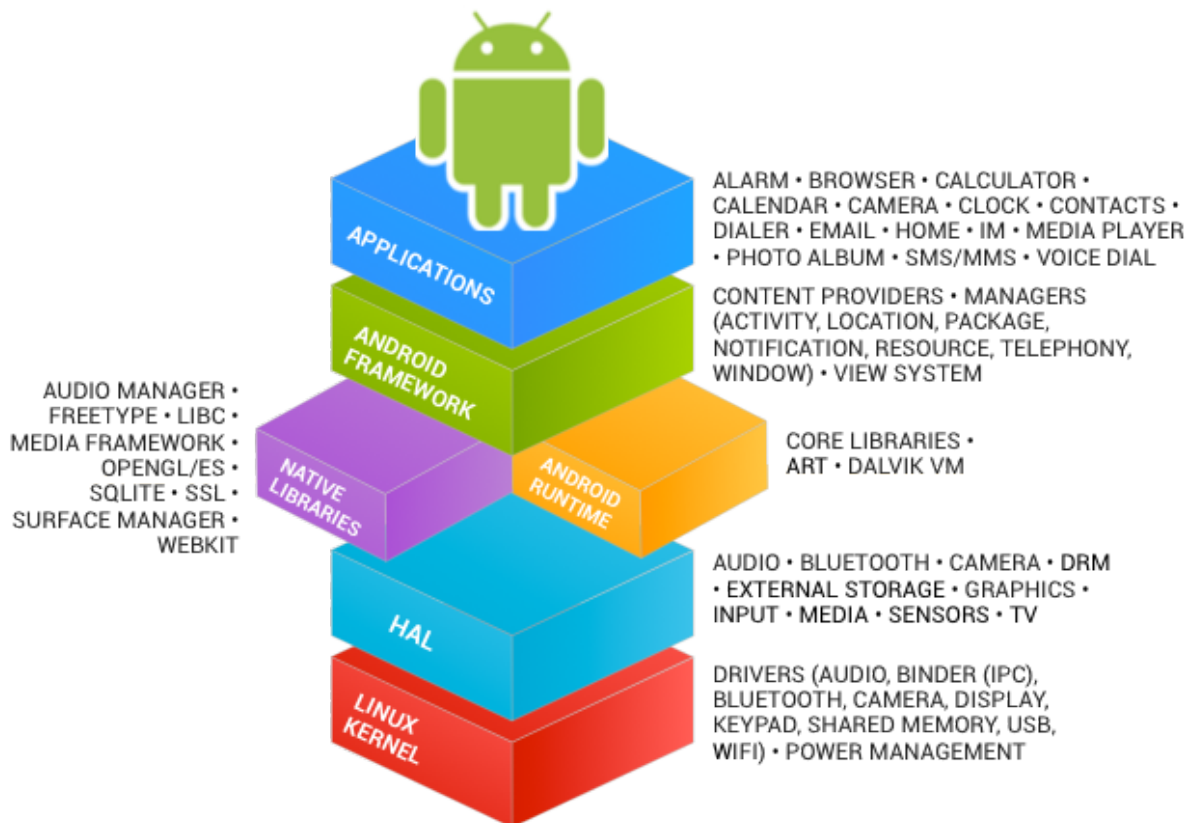 ALARM • BROWSER • CALCULATOR •
CALENDAR • CAMERA • CLOCK • CONTACTS •
DIALER • EMAIL • HOME • IM • MEDIA PLAYER
• PHOTO ALBUM • SMS/MMS • VOICE DIAL
APPLICATIONS
CONTENT PROVIDERS • MANAGERS
(ACTIVITY, LOCATION, PACKAGE,
NOTIFICATION, RESOURCE, TELEPHONY,
WINDOW) • VIEW SYSTEM
ANDROID
FRAMEWORK
AUDIO MANAGER •
FREETYPE • LIBC •
MEDIA FRAMEWORK •
OPENGL/ES •
SQLITE • SSL •
SURFACE MANAGER •
WEBKIT
NATIVE
LIBRARIES
ANDROID
RUNTIME
CORE LIBRARIES •
ART • DALVIK VM
AUDIO • BLUETOOTH • CAMERA • DRM
• EXTERNAL STORAGE • GRAPHICS •
INPUT • MEDIA • SENSORS • TV
HAL
DRIVERS (AUDIO, BINDER (IPC),
BLUETOOTH, CAMERA, DISPLAY,
KEYPAD, SHARED MEMORY, USB,
WIFI) • POWER MANAGEMENT
LINUX
KERNEL